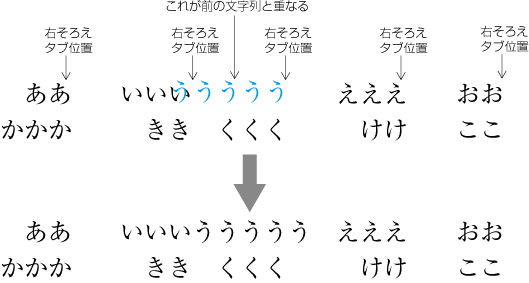 これが前の文字列と重なる
右そろえ
タブ位置
右そろえ
タブ位置
右そろえ
タブ位置
右そろえ
タブ位置
右そろえ
タブ位置
ああ いいいううううう えええ おお
かかか きき くくく けけ ここ
ああ いいいううううう えええ おお
かかか きき くくく けけ ここ